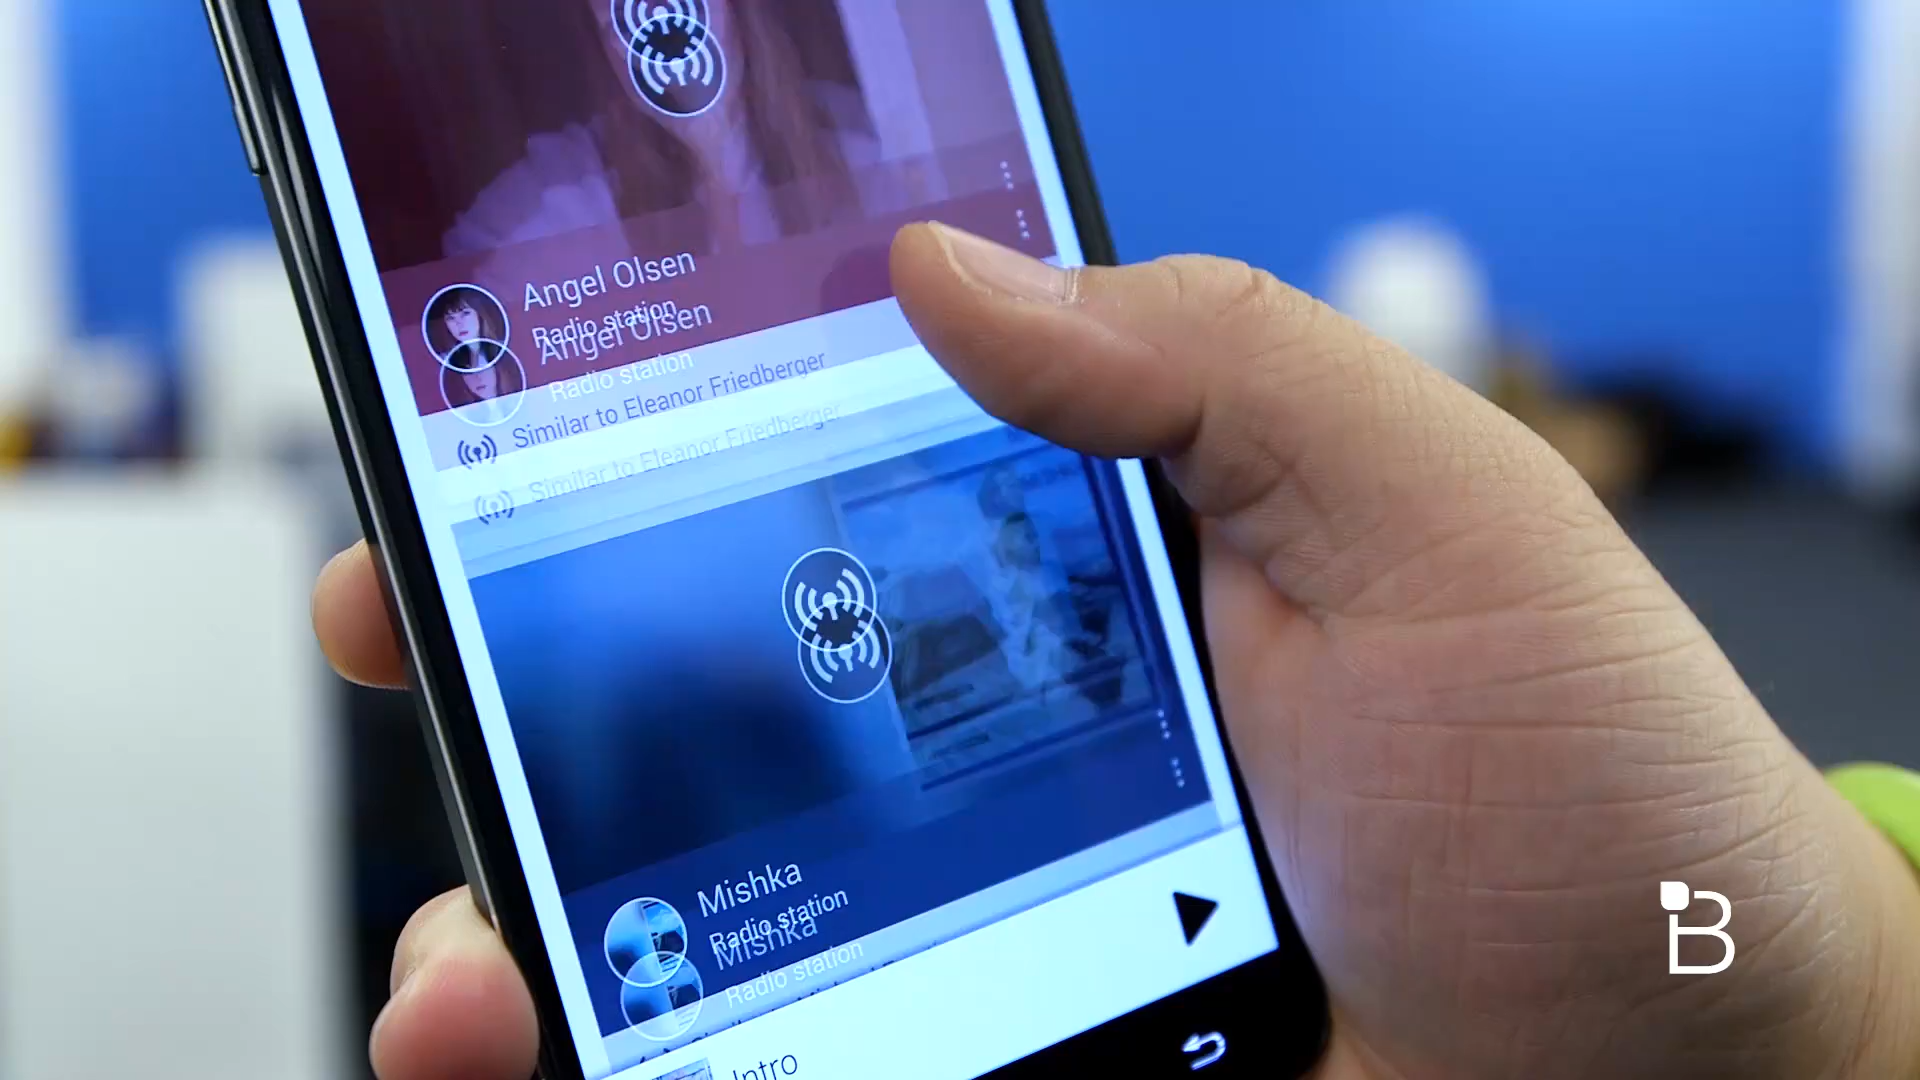 Angel Olsen
Radio station
Angel Olsen
Radio station
Similar to Eleanor Friedberger
Similar to Eleanor Friedberger
Mishka
Radio station
Mishka
Radio station
Intro
B